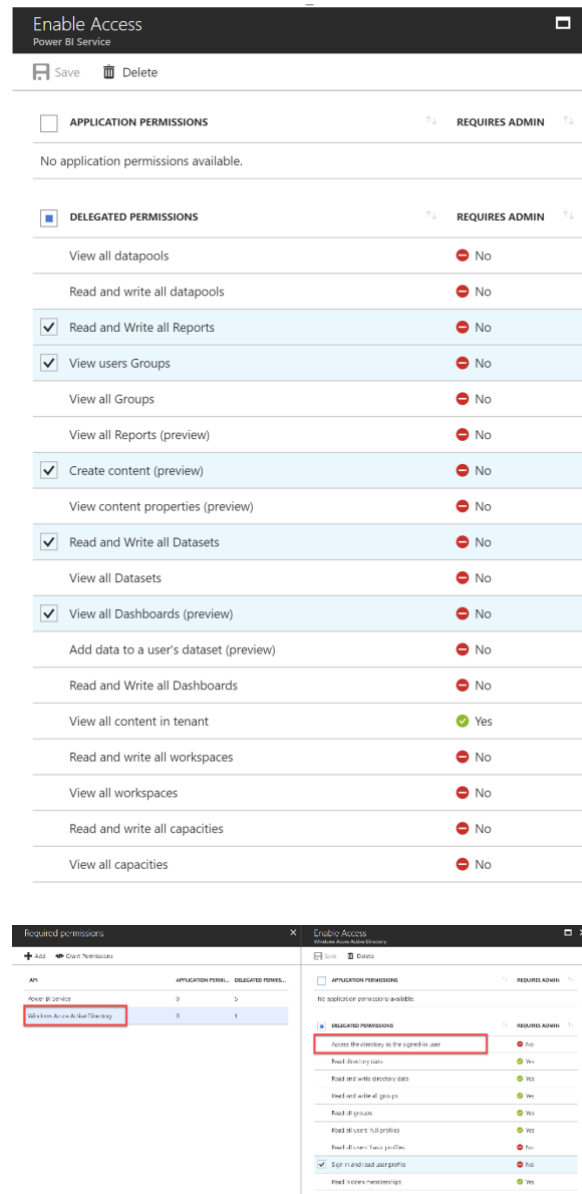 Enable Access
Power BI Service
Save Delete
APPLICATION PERMISSIONS REQUIRES ADMIN
No application permissions available.
DELEGATED PERMISSIONS REQUIRES ADMIN
View all datapools No
Read and write all datapools No
Read and Write all Reports No
View users Groups No
View all Groups No
View all Reports (preview) No
Create content (preview) No
View content properties (preview) No
Read and Write all Datasets No
View all Datasets No
View all Dashboards (preview) No
Add data to a user's dataset (preview) No
Read and Write all Dashboards No
View all content in tenant Yes
Read and write all workspaces No
View all workspaces No
Read and write all capacities No
View all capacities No
Required permissions
Add Grant Permissions
API APPLICATION PERMI... DELEGATED PERMIS...
Power BI Service 0 5
Windows Azure Active Directory 0 1
Enable Access
Windows Azure Active Directory
Save Delete
APPLICATION PERMISSIONS REQUIRES ADMIN
No application permissions available.
DELEGATED PERMISSIONS REQUIRES ADMIN
Access the directory as the signed-in user No
Read directory data Yes
Read and write directory data Yes
Read and write all groups Yes
Read all groups Yes
Read all users' full profiles Yes
Read all users' basic profiles No
Sign in and read user profile No
Read hidden memberships Yes